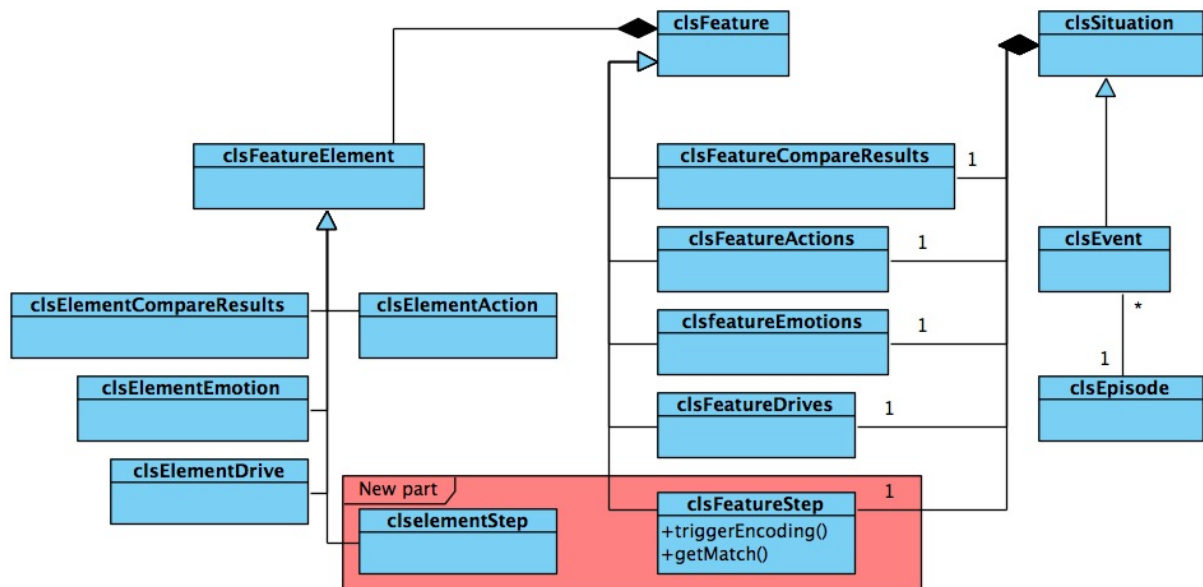 clsFeature
clsSituation
clsFeatureElement
clsFeatureCompareResults
1
clsFeatureActions
1
clsEvent
clsElementCompareResults
clsElementAction
clsfeatureEmotions
1
*
1
clsElementEmotion
clsEpisode
clsFeatureDrives
1
clsElementDrive
New part
clselementStep
clsFeatureStep
1
+triggerEncoding()
+getMatch()